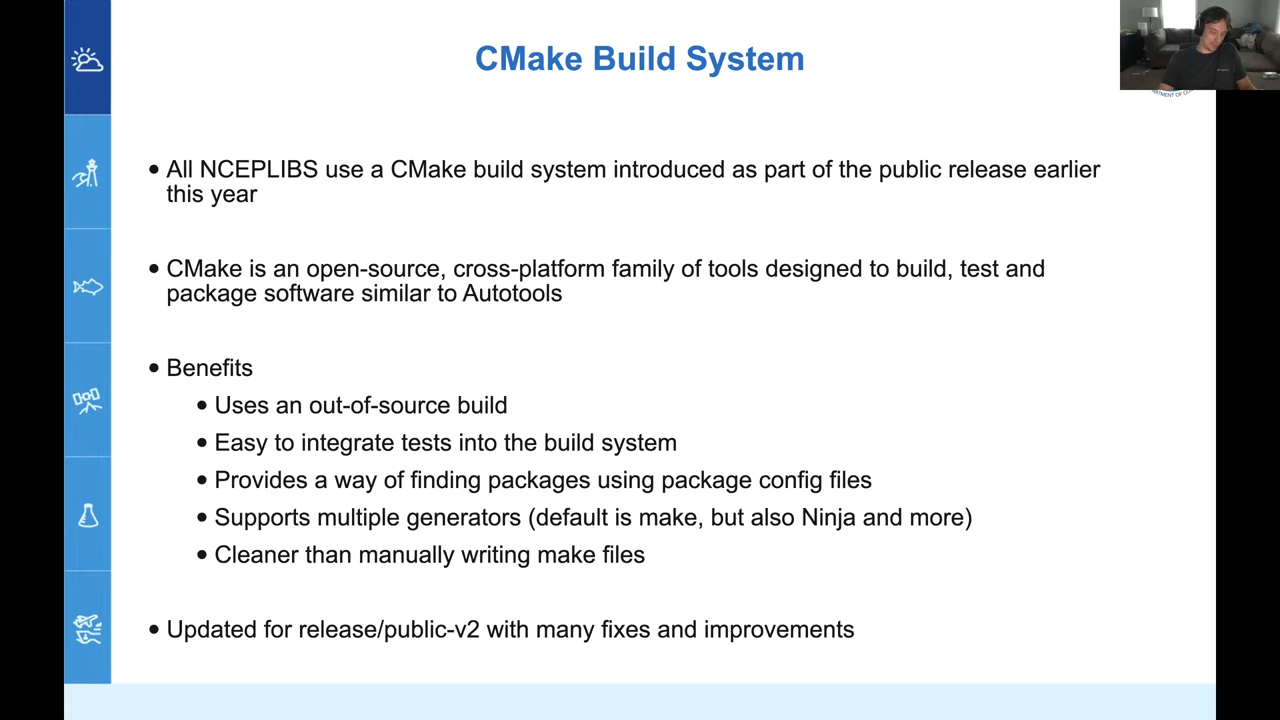 CMake Build System
• All NCEPLIBS use a CMake build system introduced as part of the public release earlier
this year
• CMake is an open-source, cross-platform family of tools designed to build, test and
package software similar to Autotools
• Benefits
• Uses an out-of-source build
• Easy to integrate tests into the build system
• Provides a way of finding packages using package config files
• Supports multiple generators (default is make, but also Ninja and more)
• Cleaner than manually writing make files
• Updated for release/public-v2 with many fixes and improvements